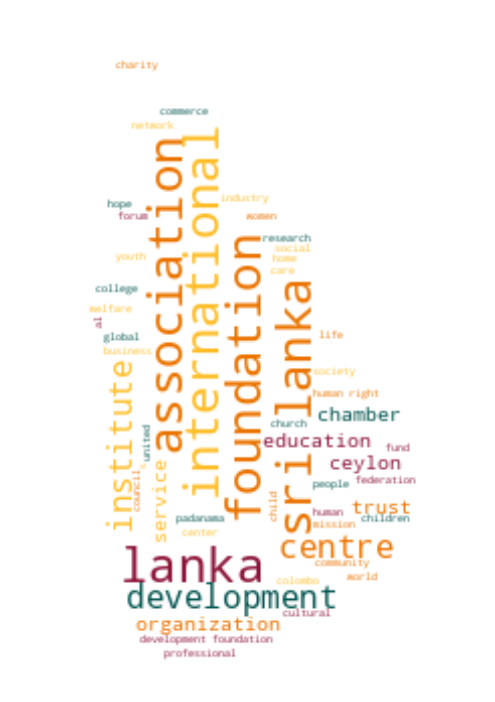 charity
commerce
network
association
international
hope
forum
industry
women
foundation
research
social
home
care
youth
college
welfare
al
global
business
sri lanka
life
society
institute
human right
chamber
church
united
education
fund
ceylon
service
council
s
federation
people
child
trust
human
children
padanama
mission
center
centre
lanka
community
world
colombo
development
cultural
organization
development foundation
professional